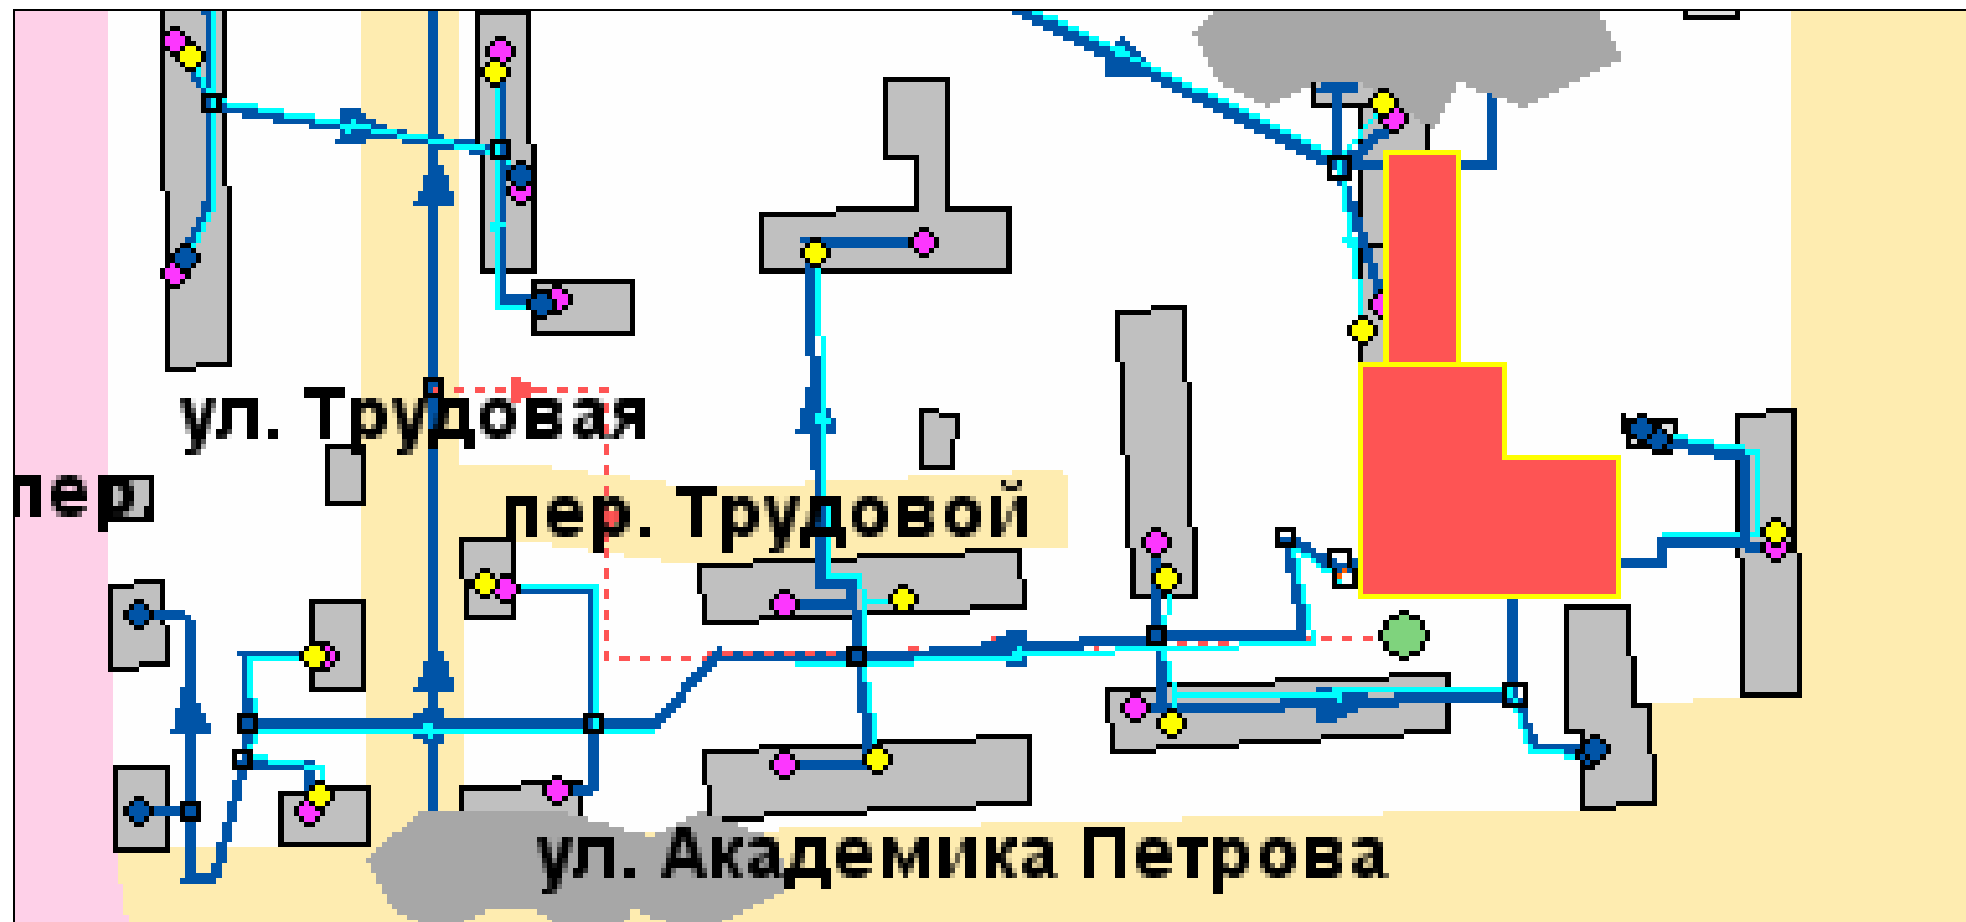 ул. Трудовая
пер
пер. Трудовой
ул. Академика Петрова